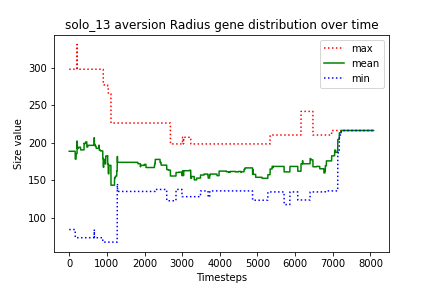 solo_13 aversion Radius gene distribution over time
max
mean
min
Size value
300
250
200
150
100
0 1000 2000 3000 4000 5000 6000 7000 8000
Timesteps